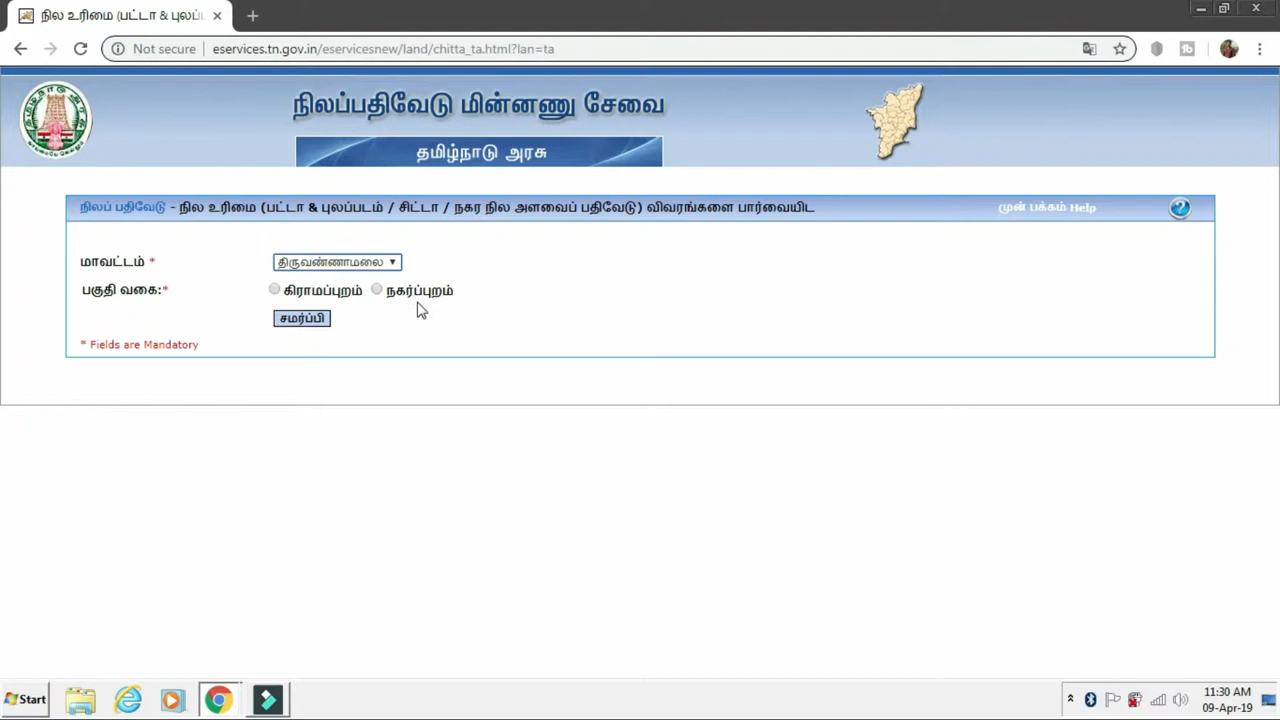 நில உரிமை (பட்டா & புலப்ப
Not secure | eservices.tn.gov.in/eservicesnew/land/chitta_ta.html?lan=ta
நிலப்பதிவேடு மின்னணு சேவை
தமிழ்நாடு அரசு
நிலப் பதிவேடு - நில உரிமை (பட்டா & புலப்படம் / சிட்டா / நகர நில அளவைப் பதிவேடு) விவரங்களை பார்வையிட முன் பக்கம் Help
மாவட்டம் * திருவண்ணாமலை
பகுதி வகை:* கிராமப்புறம் நகர்ப்புறம்
சமர்ப்பி
* Fields are Mandatory
Start 11:30 AM
09-Apr-19